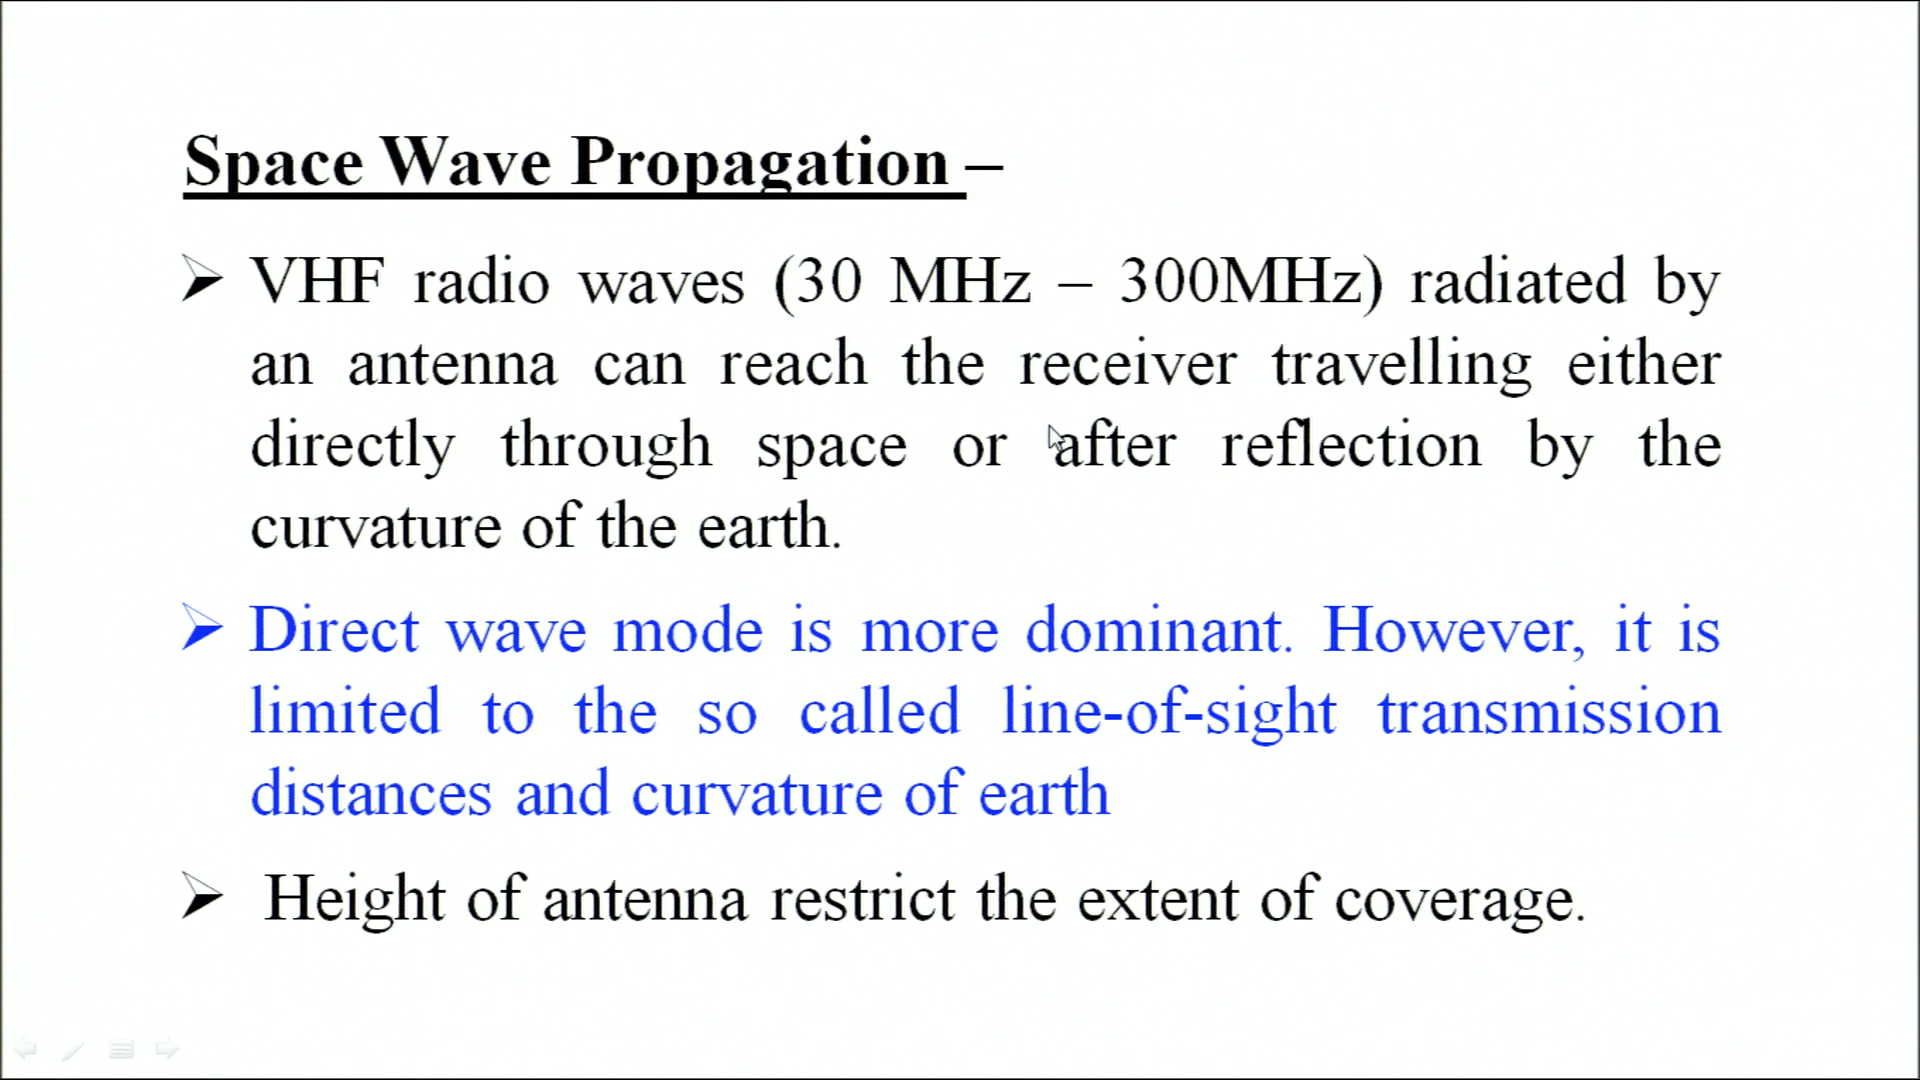 Space Wave Propagation –
➢ VHF radio waves (30 MHz – 300MHz) radiated by
an antenna can reach the receiver travelling either
directly through space or after reflection by the
curvature of the earth.
➢ Direct wave mode is more dominant. However, it is
limited to the so called line-of-sight transmission
distances and curvature of earth
➢ Height of antenna restrict the extent of coverage.